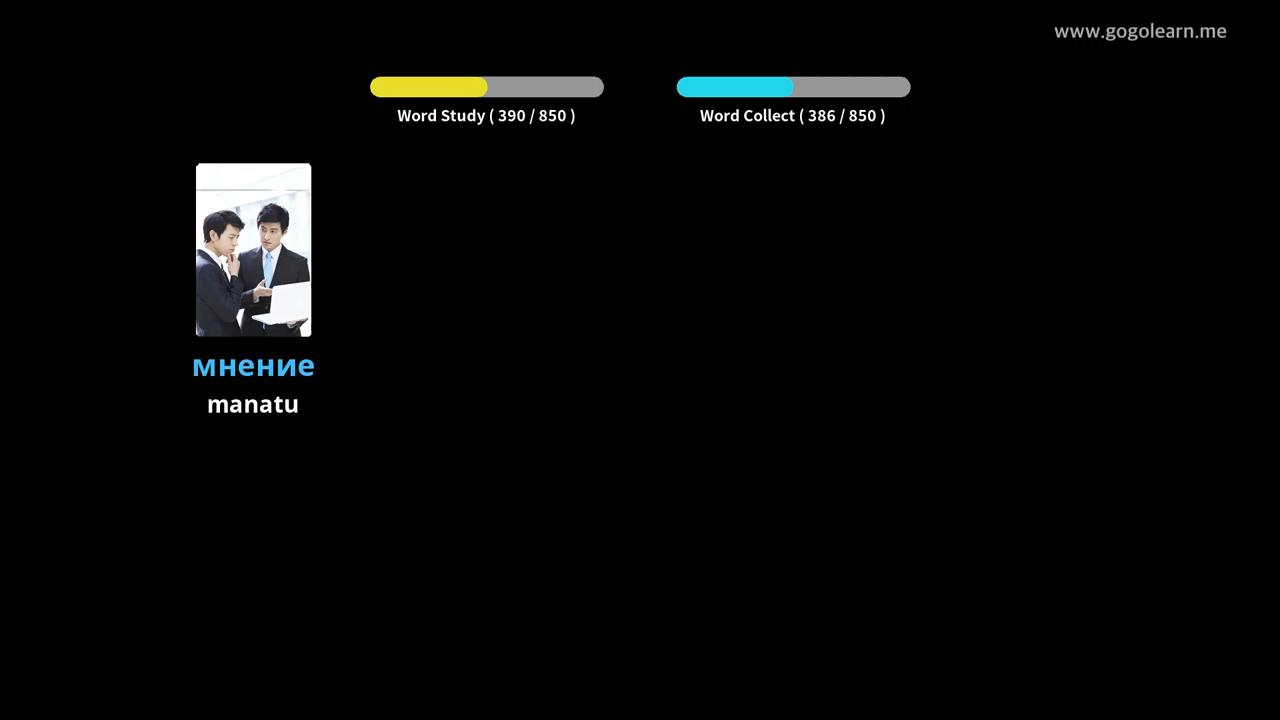 www.gogolearn.me
Word Study ( 390 / 850 )
Word Collect ( 386 / 850 )
мнение
manatu